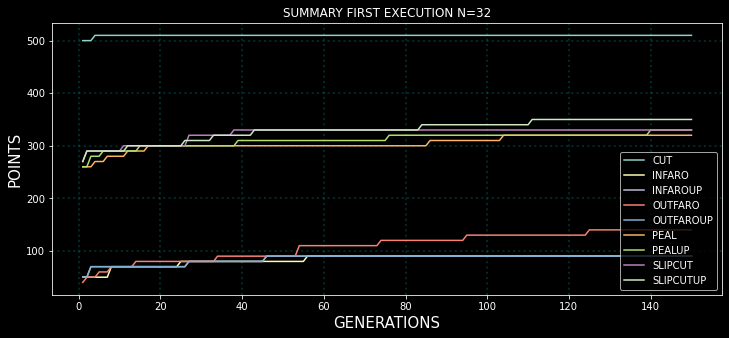 SUMMARY FIRST EXECUTION N=32
POINTS
500
400
300
200
100
0
20
40
60
80
100
120
140
GENERATIONS
CUT
INFARO
INFAROUP
OUTFARO
OUTFAROUP
PEAL
PEALUP
SLIPCUT
SLIPCUTUP